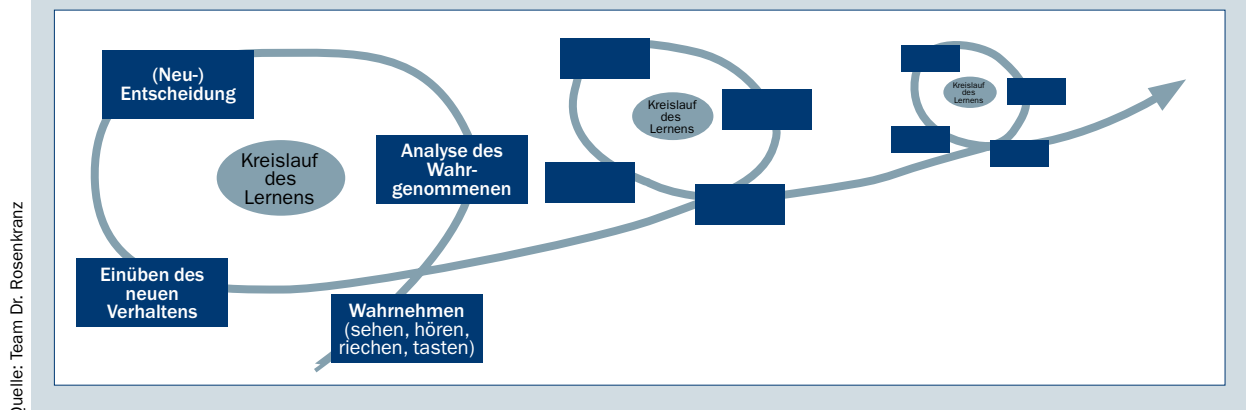 (Neu-)
Entscheidung
Kreislauf
des
Lernens
Analyse des
Wahr-
genommenen
Einüben des
neuen
Verhaltens
Wahrnehmen
(sehen, hören,
riechen, tasten)
Kreislauf
des
Lernens
Kreislauf
des
Lernens
Quelle: Team Dr. Rosenkranz